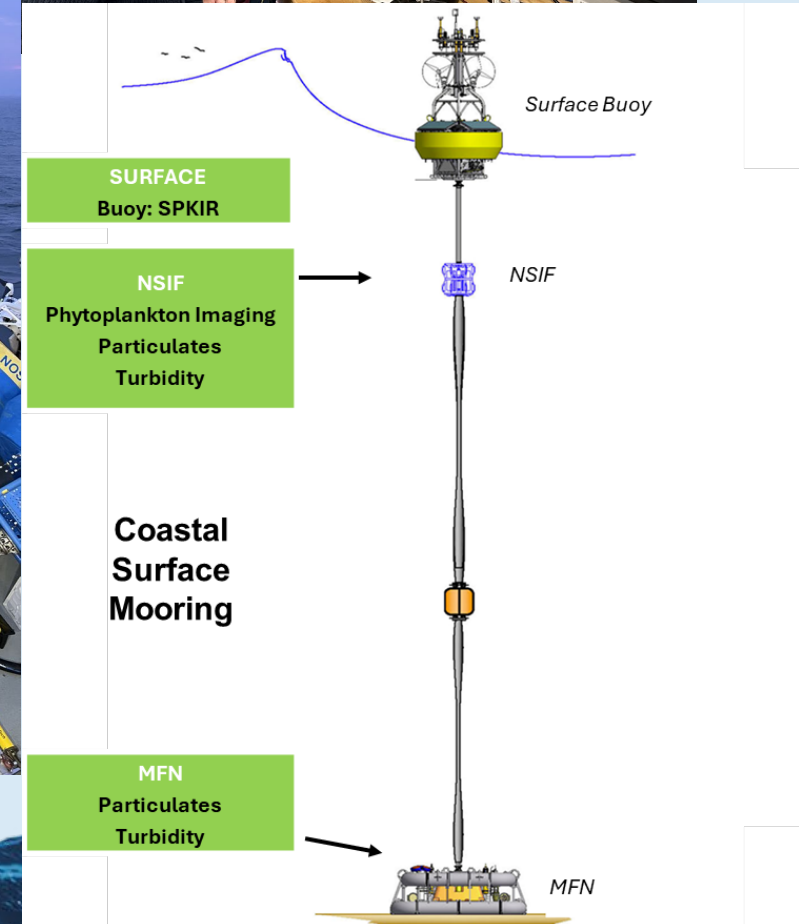 Surface Buoy
SURFACE
Buoy: SPKIR
NSIF
NSIF
Phytoplankton Imaging
Particulates
Turbidity
Coastal
Surface
Mooring
MFN
Particulates
Turbidity
MFN